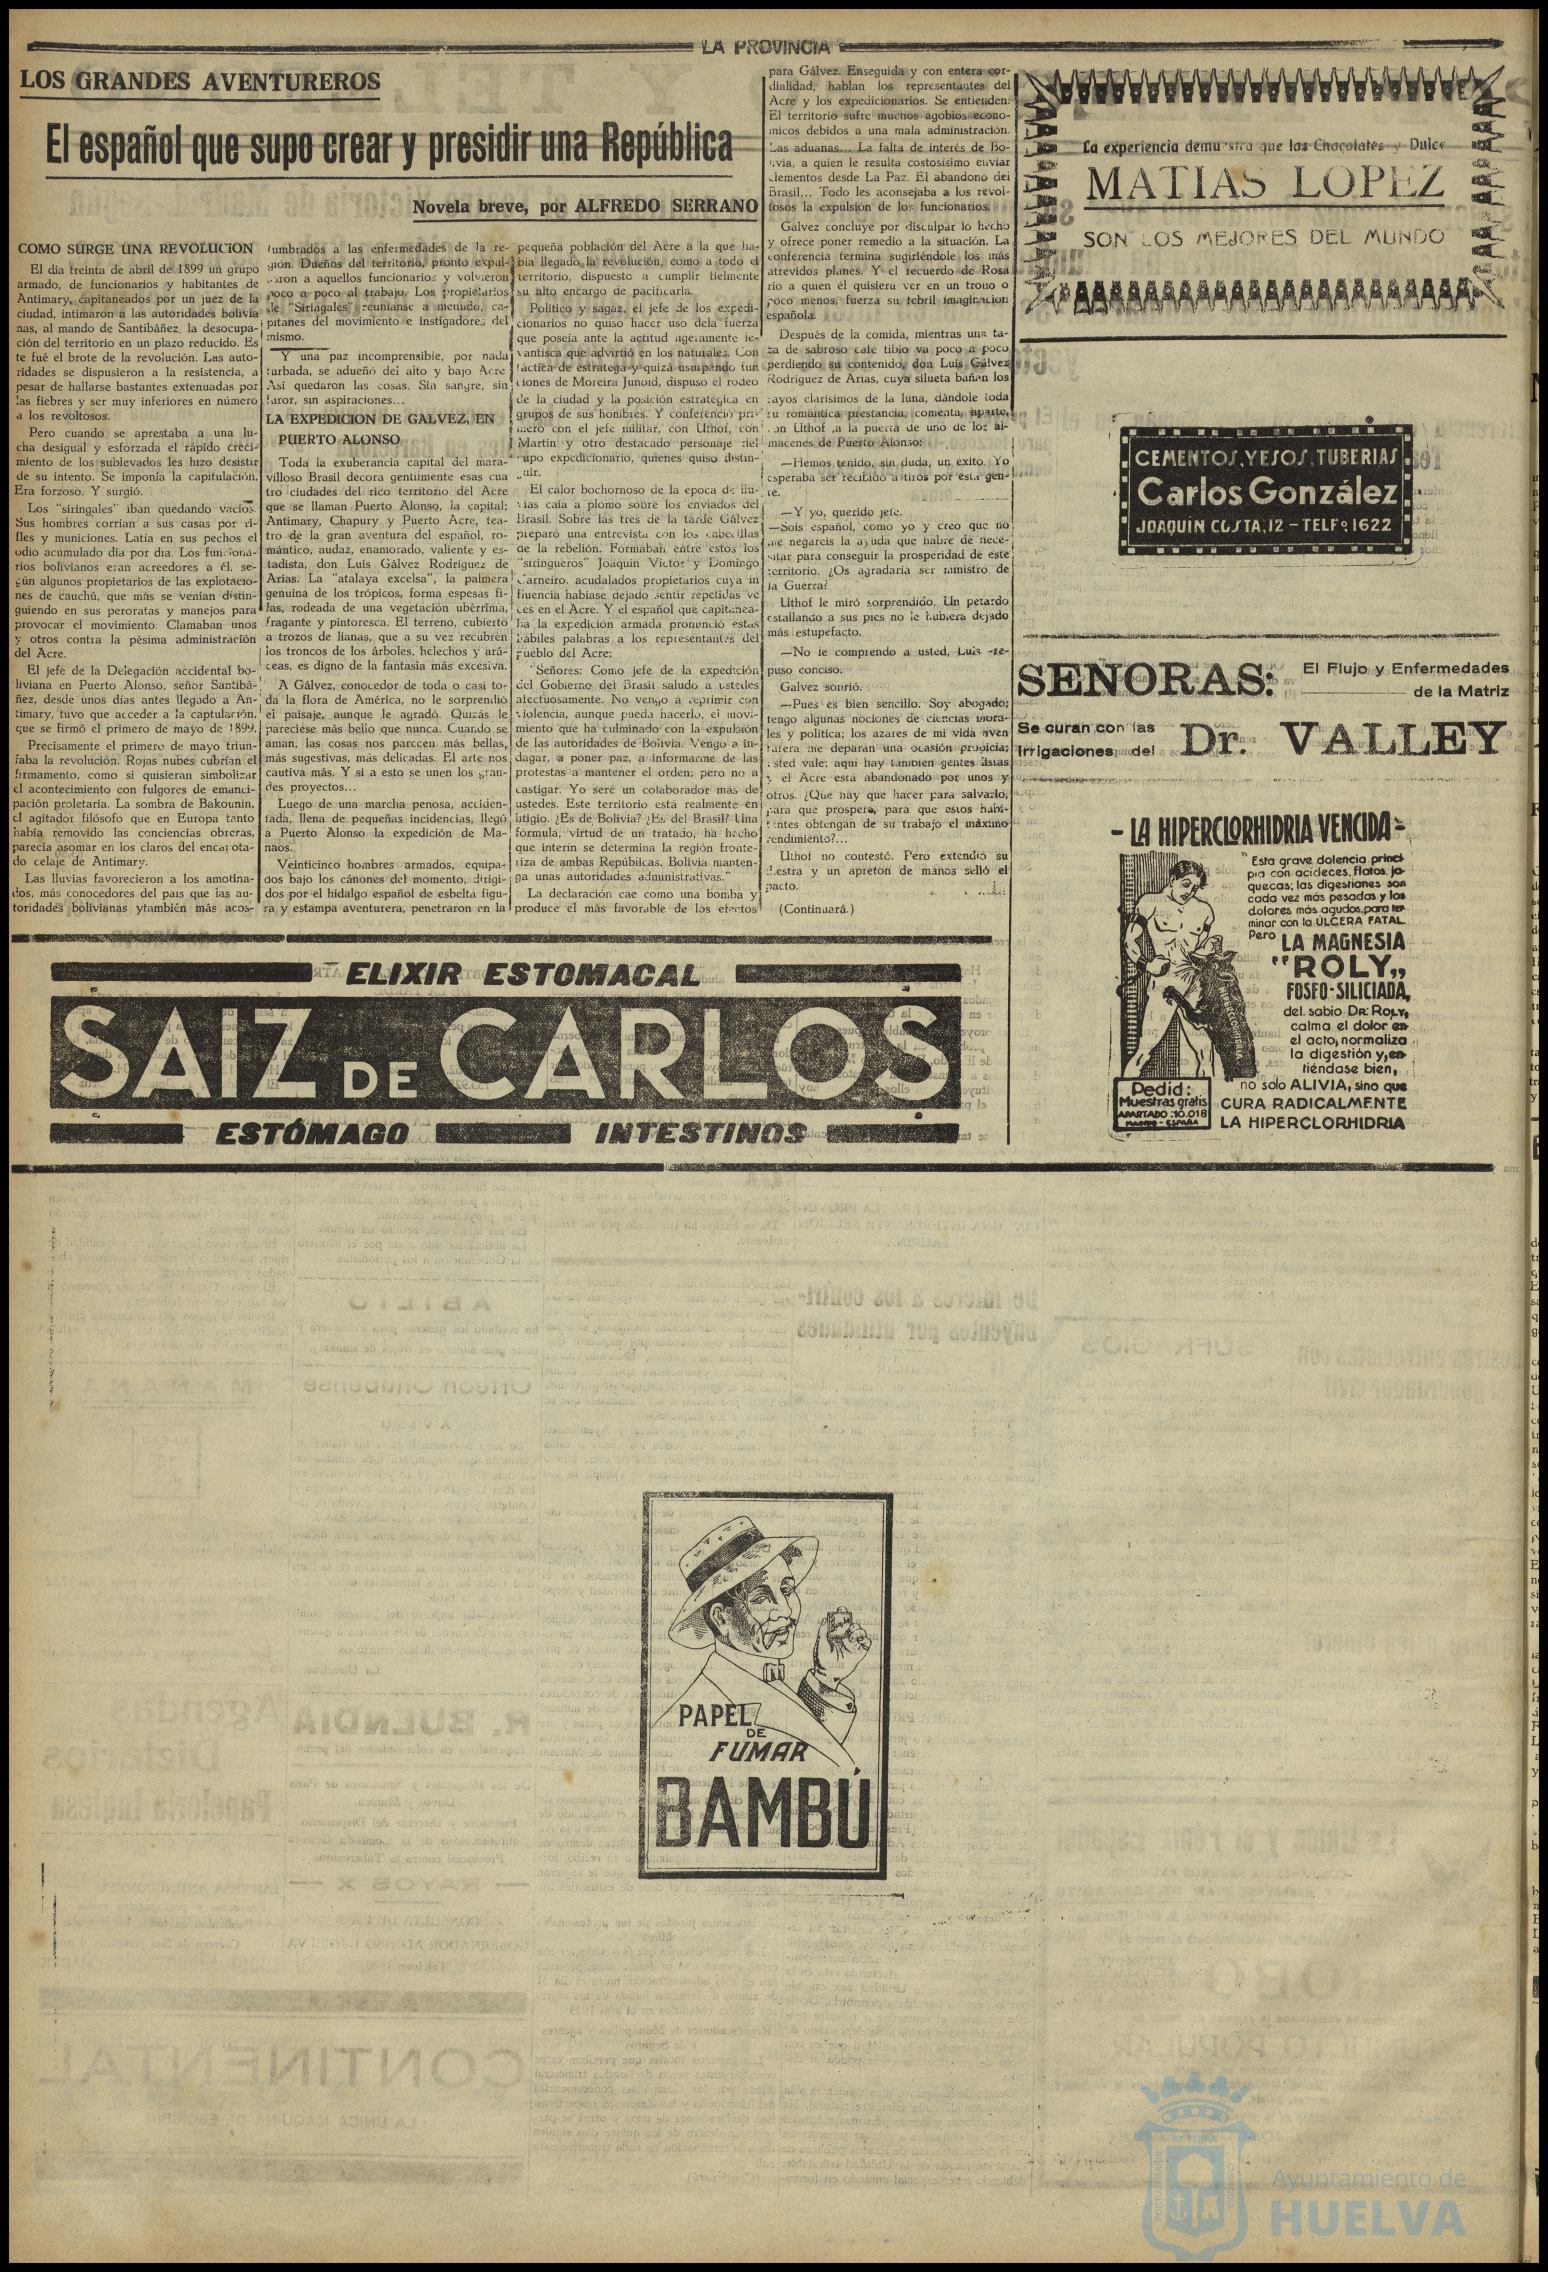 LA PROVINCIA
LOS GRANDES AVENTUREROS
El español que supo crear y presidir una República
Novela breve, por ALFREDO SERRANO
COMO SURGE UNA REVOLUCION
El día treinta de abril de 1899 un grupo
armado, de funcionarios y habitantes de
Antimary, capitaneados por un juez de la
ciudad, intimaron a las autoridades bolivia
nas, al mando de Santibáñez, la desocupa-
ción del territorio en un plazo reducido. Es
te fué el brote de la revolución. Las auto-
ridades se dispusieron a la resistencia, a
pesar de hallarse bastantes extenuadas por
las fiebres y ser muy inferiores en número
a los revoltosos.
Pero cuando se aprestaba a una lu-
cha desigual y esforzada el rápido creci-
miento de los sublevados les hizo desistir
de su intento. Se imponía la capitulación.
Era forzoso. Y surgió.
Los "siringales" iban quedando vacíos.
Sus hombres corrían a sus casas por ri-
fles y municiones. Latía en sus pechos el
odio acumulado día por día. Los funciona-
rios bolivianos eran acreedores a él. se-
gún algunos propietarios de las explotacio-
nes de cauchú, que más se venían distin-
guiendo en sus peroratas y manejos para
provocar el movimiento. Clamaban unos
y otros contra la pésima administración
del Acre.
El jefe de la Delegación accidental bo-
liviana en Puerto Alonso, señor Santibá-
ñez, desde unos días antes llegado a An-
timary, tuvo que acceder a la captulación,
que se firmó el primero de mayo de 1899.
Precisamente el primero de mayo triun-
faba la revolución. Rojas nubes cubrían el
firmamento, como si quisieran simbolizar
el acontecimiento con fulgores de emanci-
pación proletaria. La sombra de Bakounin,
el agitador filósofo que en Europa tanto
había removido las conciencias obreras,
parecía asomar en los claros del encapota-
do celaje de Antimary.
Las lluvias favorecieron a los amotina-
dos, más conocedores del país que las au-
toridades bolivianas ytambién más acos-
tumbrados a las enfermedades de la re-
gión. Dueños del territorio, pronto expul-
saron a aquellos funcionarios y volvieron
poco a poco al trabajo. Los propietarios
de "Siringales" reuníanse a menudo, ca-
pitanes del movimiento e instigadores del
mismo.
Y una paz incomprensible, por nada
turbada, se adueñó del alto y bajo Acre
Así quedaron las cosas. Sin sangre, sin
furor, sin aspiraciones...
LA EXPEDICION DE GALVEZ, EN
PUERTO ALONSO
Toda la exuberancia capital del mara-
villoso Brasil decora gentilmente esas cua
tro ciudades del rico territorio del Acre
que se llaman Puerto Alonso, la capital;
Antimary, Chapury y Puerto Acre, tea-
tro de la gran aventura del español, ro-
mántico, audaz, enamorado, valiente y es-
tadista, don Luis Gálvez Rodríguez de
Arias. La "atalaya excelsa", la palmera
genuina de los trópicos, forma espesas fi-
las, rodeada de una vegetación ubérrima,
fragante y pintoresca. El terreno, cubierto
a trozos de lianas, que a su vez recubren
los troncos de los árboles, helechos y ará-
ceas, es digno de la fantasía más excesiva.
A Gálvez, conocedor de toda o casi to-
da la flora de América, no le sorprendió
el paisaje, aunque le agradó. Quizás le
pareciese más bello que nunca. Cuando se
aman, las cosas nos parecen más bellas,
más sugestivas, más delicadas. El arte nos
cautiva más. Y si a esto se unen los gran-
des proyectos...
Luego de una marcha penosa, acciden-
tada, llena de pequeñas incidencias, llegó
a Puerto Alonso la expedición de Ma-
naos.
Veinticinco hombres armados, equipa-
dos bajo los cánones del momento, dirigi-
dos por el hidalgo español de esbelta figu-
ra y estampa aventurera, penetraron en la
pequeña población del Acre a la que ha-
bía llegado la revolución, como a todo el
territorio, dispuesto a cumplir fielmente
su alto encargo de pacificarla.
Político y sagaz, el jefe de los expedi-
cionarios no quiso hacer uso dela fuerza
que poseía ante la actitud ligeramente le-
vantisca que advirtió en los naturales. Con
táctica de estratega y quizá usurpando fun
ciones de Moreira Junoid, dispuso el rodeo
de la ciudad y la posición estratégica en
grupos de sus hombres. Y conferenció pri-
mero con el jefe militar, con Uthof, con
Martín y otro destacado personaje del
grupo expedicionario, quienes quiso distin-
guir.
El calor bochornoso de la época de llu-
vias caía a plomo sobre los enviados del
Brasil. Sobre las tres de la tarde Gálvez
preparó una entrevista con los cabecillas
de la rebelión. Formaban entre éstos los
"siringueros" Joaquín Víctor y Domingo
Carneiro, acudalados propietarios cuya in
fluencia habíase dejado sentir repetidas ve
ces en el Acre. Y el español que capitanea-
ba la expedición armada pronunció estas
hábiles palabras a los representantes del
pueblo del Acre:
"Señores: Como jefe de la expedición
del Gobierno del Brasil saludo a ustedes
afectuosamente. No vengo a reprimir con
violencia, aunque pueda hacerlo, el movi-
miento que ha culminado con la expulsión
de las autoridades de Bolivia. Vengo a in-
dagar, a poner paz, a informarme de las
protestas a mantener el orden; pero no a
castigar. Yo seré un colaborador más de
ustedes. Este territorio está realmente en
litigio. ¿Es de Bolivia? ¿Es del Brasil? Una
fórmula, virtud de un tratado, ha hecho
que interin se determina la región fronte-
riza de ambas Repúbiicas, Bolivia manten-
ga unas autoridades administrativas."
La declaración cae como una bomba y
produce el más favorable de los efectos
para Gálvez. Enseguida y con entera cor-
dialidad, hablan los representantes del
Acre y los expedicionarios. Se entienden.
El territorio sufre muchos agobios econo-
micos debidos a una mala administración.
Las aduanas... La falta de interés de Bo-
livia, a quien le resulta costosísimo enviar
elementos desde La Paz. El abandono del
Brasil... Todo les aconsejaba a los revol-
tosos la expulsión de los funcionarios.
Gálvez concluye por disculpar lo hecho
y ofrece poner remedio a la situación. La
conferencia termina sugiriéndole los más
atrevidos planes. Y el recuerdo de Rosa
rio a quien él quisiera ver en un trono o
poco menos, fuerza su febril imaginación
española.
Después de la comida, mientras una ta-
za de sabroso café tibio va poco a poco
perdiendo su contenido, don Luis Gálvez
Rodríguez de Arias, cuya silueta bañan los
rayos clarísimos de la luna, dándole toda
su romántica prestancia, comenta, aparte,
con Uthof ,a la puerta de uno de los al-
macenes de Puerto Alonso:
—Hemos tenido, sin duda, un éxito. Yo
esperaba ser recibido a tiros por esta gen-
te.
—Y yo, querido jefe.
—Sois español, como yo y creo que no
me negaréis la ayuda que habré de nece-
sitar para conseguir la prosperidad de este
territorio. ¿Os agradaría ser ministro de
la Guerra?
Uthof le miró sorprendido. Un petardo
estallando a sus pies no le hubiera dejado
más estupefacto.
—No le comprendo a usted, Luis -re-
puso conciso.
Galvez sonrió.
—Pues es bien sencillo. Soy abogado;
tengo algunas nociones de ciencias mora-
les y política; los azares de mi vida aven
turera me deparan una ocasión propicia;
usted vale; aquí hay también gentes listas
y el Acre está abandonado por unos y
otros. ¿Qué hay que hacer para salvarlo,
para que prospere, para que estos habi-
tantes obtengan de su trabajo el máximo
rendimiento?...
Uthof no contestó. Pero extendió su
diestra y un apretón de manos selló el
pacto.
(Continuará.)
La experiencia demuestra que los Chocolates y Dulce
MATIAS LOPEZ
SON LOS MEJORES DEL MUNDO
CEMENTOS, YESOS, TUBERIAS
Carlos González
JOAQUIN COSTA, 12 - TELFº 1622
SEÑORAS:
El Flujo y Enfermedades
de la Matriz
Se curan con las
Irrigaciones del
Dr. VALLEY
- LA HIPERCLORHIDRIA VENCIDA -
"Esta grave dolencia princi-
pia con acideces, flatos, ja-
quecas; las digestiones son
cada vez más pesadas y los
dolores más agudos, para ter-
minar con la ULCERA FATAL.
Pero LA MAGNESIA
"ROLY"
FOSFO-SILICIADA,
del sabio DR. ROLY,
calma el dolor en
el acto, normaliza
la digestión y, en-
tiéndase bien,
no solo ALIVIA, sino que
CURA RADICALMENTE
LA HIPERCLORHIDRIA
Pedid:
Muestras gratis
APARTADO: 10.018
MADRID - ESPAÑA
ELIXIR ESTOMACAL
SAIZ DE CARLOS
ESTÓMAGO INTESTINOS
PAPEL
DE
FUMAR
BAMBÚ
Ayuntamiento de
HUELVA